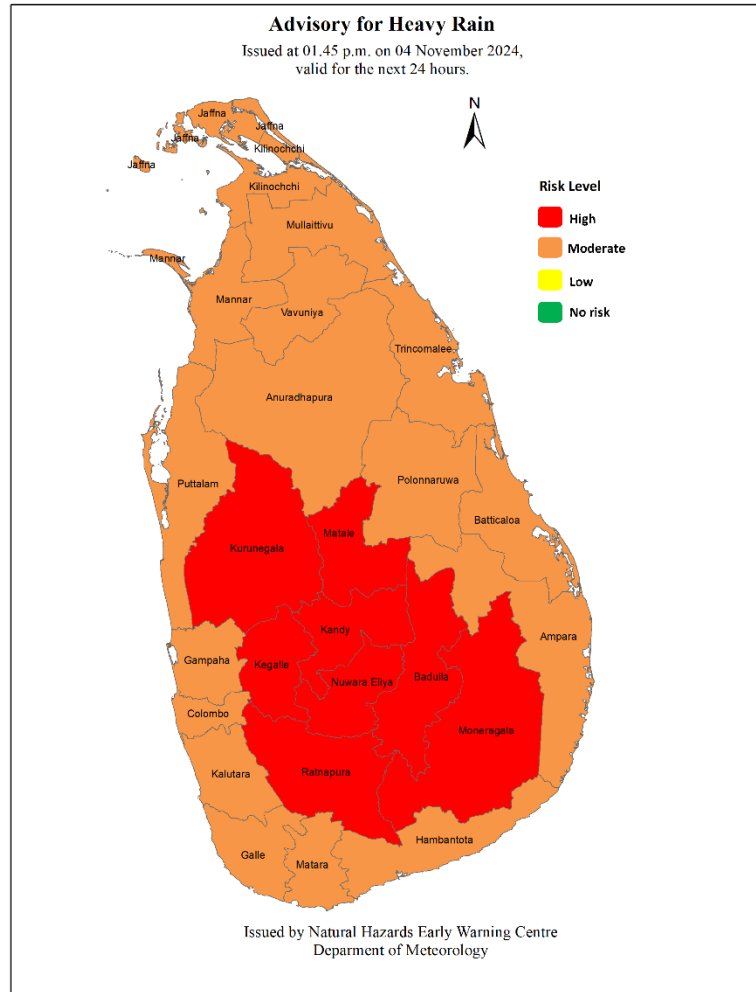 Advisory for Heavy Rain
Issued at 01.45 p.m. on 04 November 2024,
valid for the next 24 hours.
N
Jaffna
Jaffna
Jaffna
Kilinochchi
Jaffna
Kilinochchi
Risk Level
High
Moderate
Low
No risk
Mullaittivu
Mannar
Mannar
Vavuniya
Trincomalee
Anuradhapura
Puttalam
Polonnaruwa
Batticaloa
Matale
Kurunegala
Kandy
Ampara
Gampaha
Kegalle
Nuwara Eliya
Badulla
Colombo
Moneragala
Kalutara
Ratnapura
Hambantota
Galle
Matara
Issued by Natural Hazards Early Warning Centre
Deparment of Meteorology